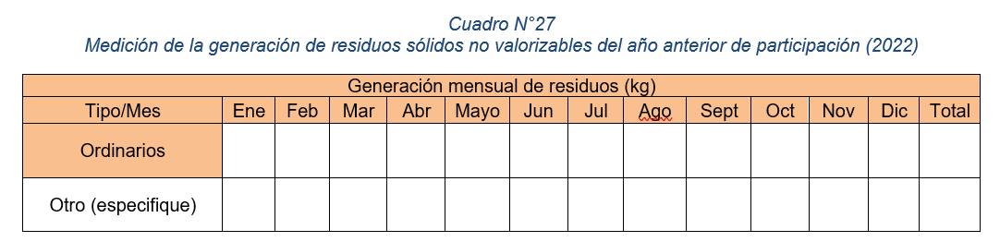 Cuadro N°27
Medición de la generación de residuos sólidos no valorizables del año anterior de participación (2022)
Generación mensual de residuos (kg)
Tipo/Mes Ene Feb Mar Abr Mayo Jun Jul Ago Sept Oct Nov Dic Total
Ordinarios
Otro (especifique)